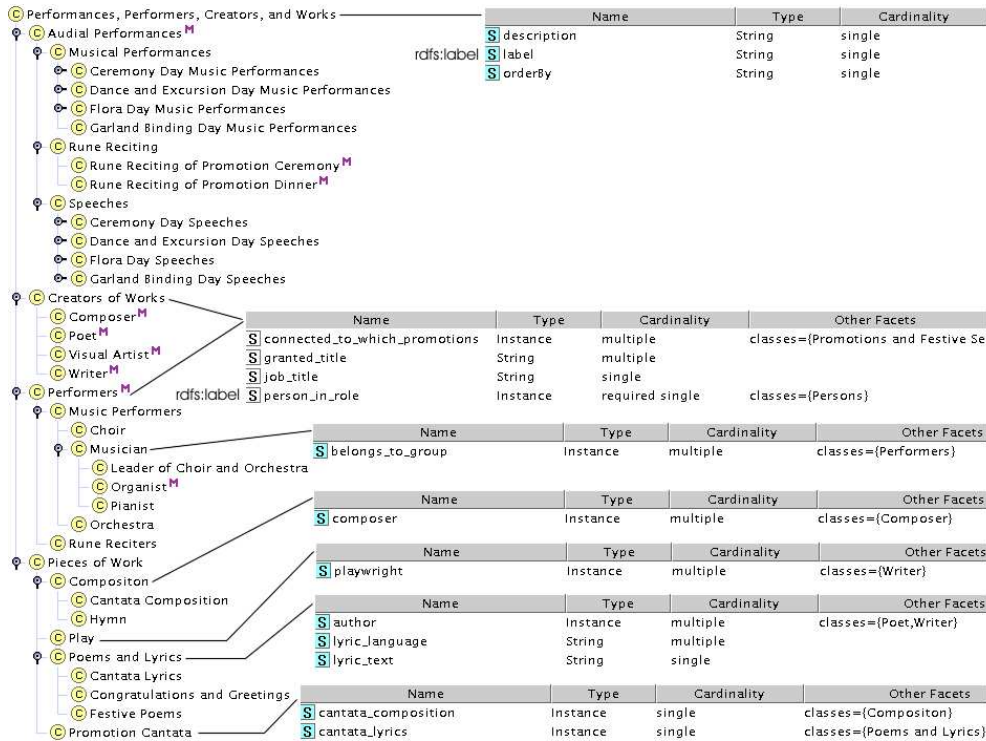 Performances, Performers, Creators, and Works
Name Type Cardinality
S description String single
rdfs:label S label String single
S orderBy String single
C Audial Performances M
C Musical Performances
C Ceremony Day Music Performances
C Dance and Excursion Day Music Performances
C Flora Day Music Performances
C Garland Binding Day Music Performances
C Rune Reciting
C Rune Reciting of Promotion Ceremony M
C Rune Reciting of Promotion Dinner M
C Speeches
C Ceremony Day Speeches
C Dance and Excursion Day Speeches
C Flora Day Speeches
C Garland Binding Day Speeches
C Creators of Works
C Composer M
C Poet M
C Visual Artist M
C Writer M
Name Type Cardinality Other Facets
S connected_to_which_promotions Instance multiple classes={Promotions and Festive Se
S granted_title String multiple
S job_title String single
rdfs:label S person_in_role Instance required single classes={Persons}
C Performers M
C Music Performers
C Choir
C Musician
C Leader of Choir and Orchestra
C Organist M
C Pianist
C Orchestra
C Rune Reciters
Name Type Cardinality Other Facets
S belongs_to_group Instance multiple classes={Performers}
C Pieces of Work
C Compositon
C Cantata Composition
C Hymn
Name Type Cardinality Other Facets
S composer Instance multiple classes={Composer}
C Play
Name Type Cardinality Other Facets
S playwright Instance multiple classes={Writer}
C Poems and Lyrics
C Cantata Lyrics
C Congratulations and Greetings
C Festive Poems
Name Type Cardinality Other Facets
S author Instance multiple classes={Poet,Writer}
S lyric_language String multiple
S lyric_text String single
C Promotion Cantata
Name Type Cardinality Other Facets
S cantata_composition Instance single classes={Compositon}
S cantata_lyrics Instance single classes={Poems and Lyrics}